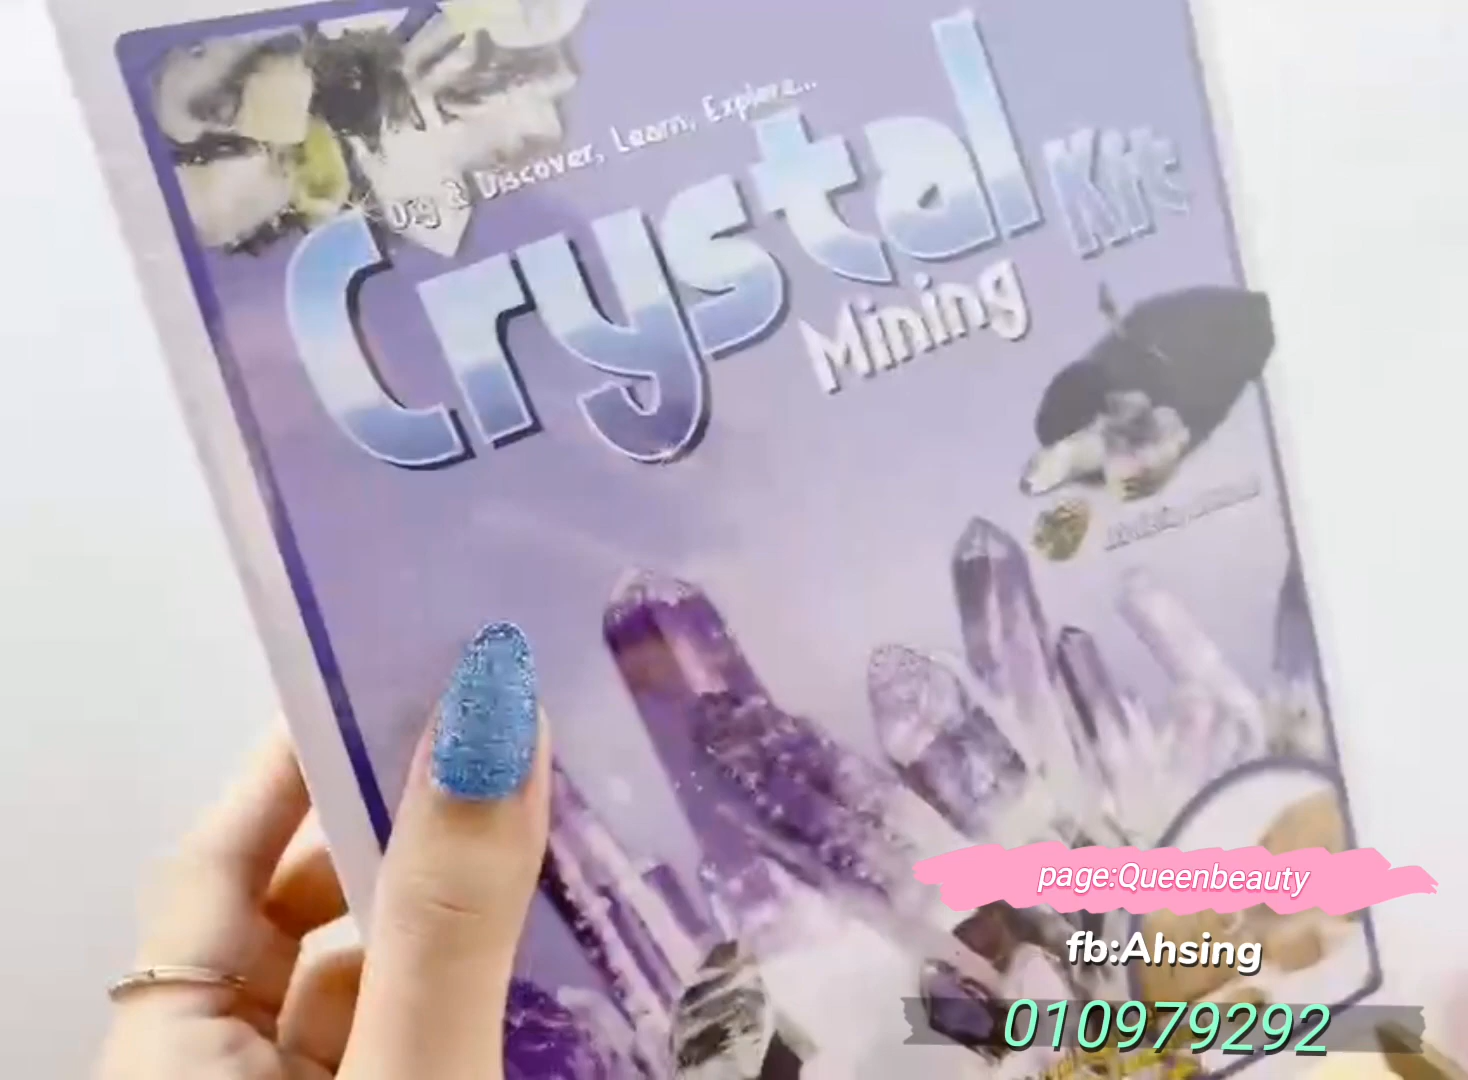 Dig & Discover, Learn, Explore...
Crystal Kit
Mining
page:Queenbeauty
fb:Ahsing
010979292